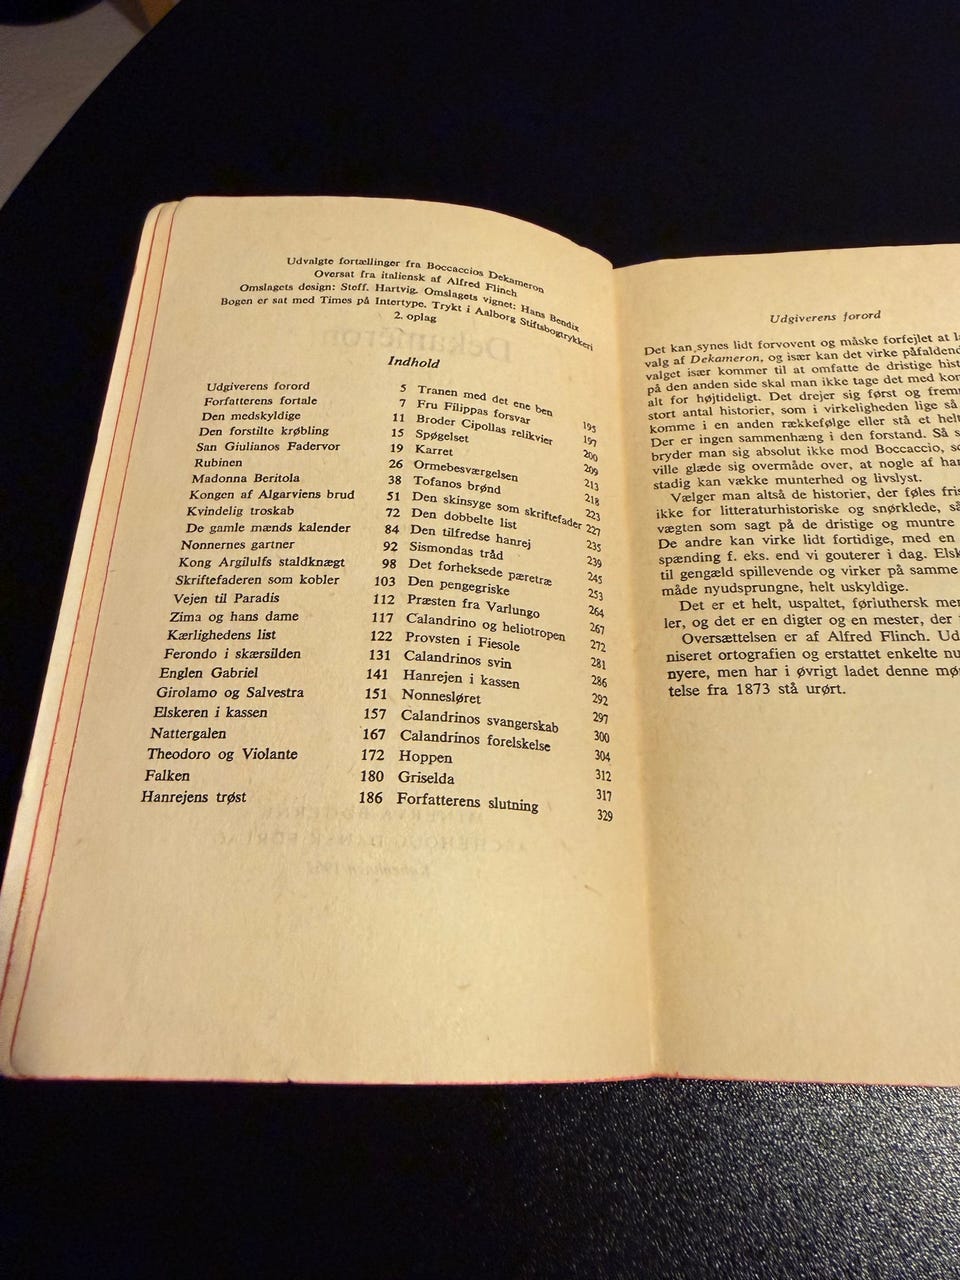 Udvalgte fortællinger fra Boccaccios Dekameron
Oversat fra italiensk af Alfred Flinch
Omslagets design: Steff. Hartvig. Omslagets vignet: Hans Bendix
Bogen er sat med Times på Intertype. Trykt i Aalborg Stiftsbogtrykkeri
2. oplag
Indhold
Udgiverens forord 5
Forfatterens fortale 7
Den medskyldige 11
Den forstilte krøbling 15
San Giulianos Fadervor 19
Rubinen 26
Madonna Beritola 38
Kongen af Algarviens brud 51
Kvindelig troskab 72
De gamle mænds kalender 84
Nonnernes gartner 92
Kong Argilulfs staldknægt 98
Skriftefaderen som kobler 103
Vejen til Paradis 112
Zima og hans dame 117
Kærlighedens list 122
Ferondo i skærsilden 131
Englen Gabriel 141
Girolamo og Salvestra 151
Elskeren i kassen 157
Nattergalen 167
Theodoro og Violante 172
Falken 180
Hanrejens trøst 186
Tranen med det ene ben 195
Fru Filippas forsvar 197
Broder Cipollas relikvier 200
Spøgelset 209
Karret 213
Ormebesværgelsen 218
Tofanos brønd 223
Den skinsyge som skriftefader 227
Den dobbelte list 235
Den tilfredse hanrej 239
Sismondas tråd 245
Det forheksede pæretræ 253
Den pengegriske 264
Præsten fra Varlungo 267
Calandrino og heliotropen 272
Provsten i Fiesole 281
Calandrinos svin 286
Hanrejen i kassen 292
Nonnesløret 297
Calandrinos svangerskab 300
Calandrinos forelskelse 304
Hoppen 312
Griselda 317
Forfatterens slutning 329
Udgiverens forord
Det kan synes lidt forvovent og måske forfejlet at
valg af Dekameron, og især kan det virke påfaldend
valget især kommer til at omfatte de dristige hist
på den anden side skal man ikke tage det med kon
alt for højtideligt. Det drejer sig først og frem
stort antal historier, som i virkeligheden lige så
komme i en anden rækkefølge eller stå et helt
Der er ingen sammenhæng i den forstand. Så s
bryder man sig absolut ikke mod Boccaccio, s
ville glæde sig overmåde over, at nogle af han
stadig kan vække munterhed og livslyst.
Vælger man altså de historier, der føles fris
ikke for litteraturhistoriske og snørklede, så
vægten som sagt på de dristige og muntre
De andre kan virke lidt fortidige, med en
spænding f. eks. end vi gouterer i dag. Elsk
til gengæld spillevende og virker på samme
måde nyudsprungne, helt uskyldige.
Det er et helt, uspaltet, førluthersk men
ler, og det er en digter og en mester, der
Oversættelsen er af Alfred Flinch. Ud
niseret ortografien og erstattet enkelte nu
nyere, men har i øvrigt ladet denne møn
telse fra 1873 stå urørt.